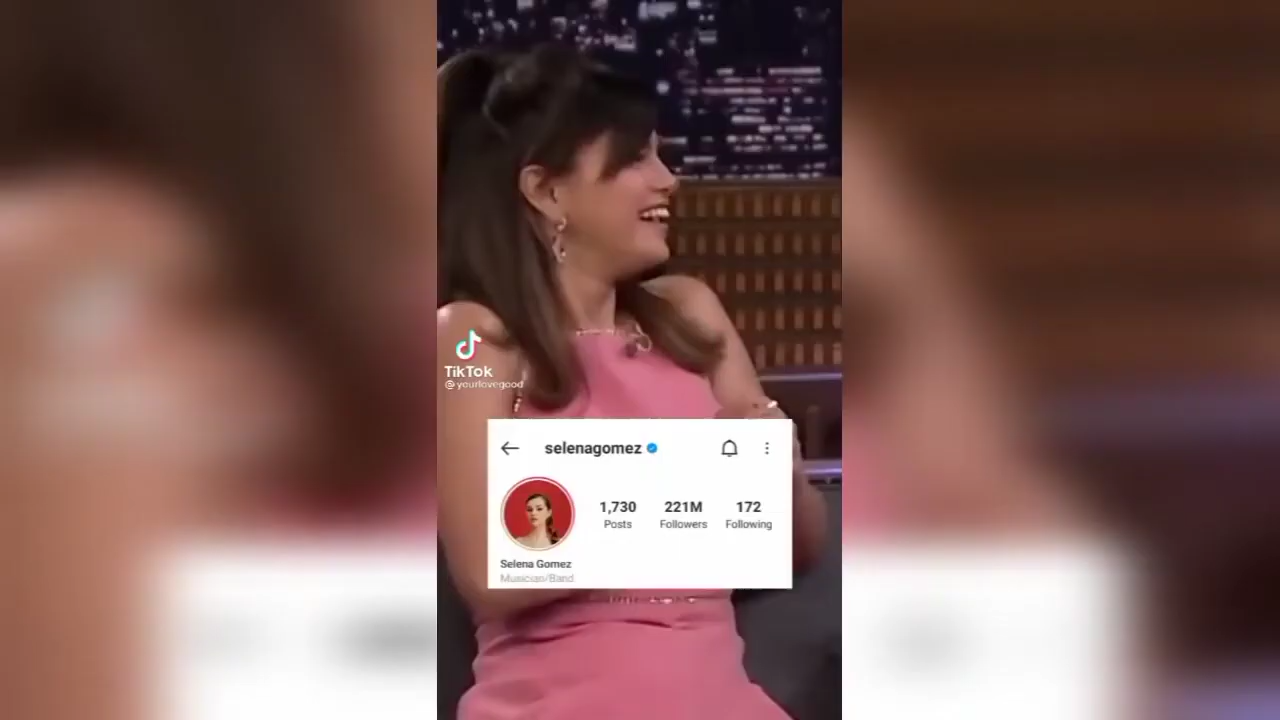 TikTok
@yourlovegood
selenagomez
1,730 221M 172
Posts Followers Following
Selena Gomez
Musician/Band